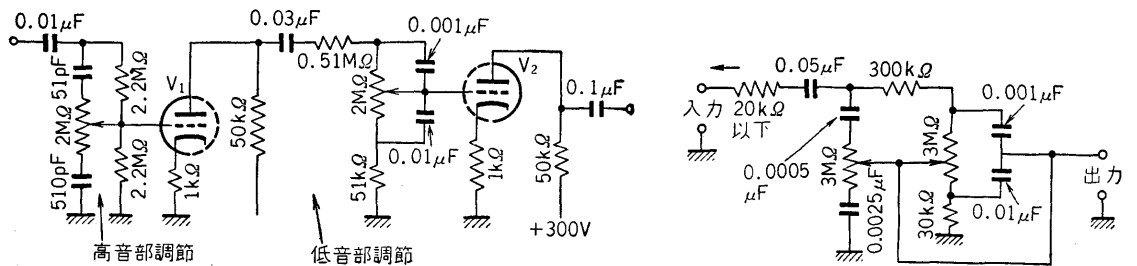 0.01μF
51pF
2MΩ
510pF
2.2MΩ
2.2MΩ
V1
1kΩ
50kΩ
0.03μF
0.51MΩ
0.001μF
2MΩ
0.01μF
51kΩ
V2
1kΩ
50kΩ
0.1μF
+300V
高音部調節
低音部調節
入力
20kΩ
以下
0.05μF
300kΩ
0.0005
μF
3MΩ
0.0025μF
3MΩ
30kΩ
0.001μF
0.01μF
出力